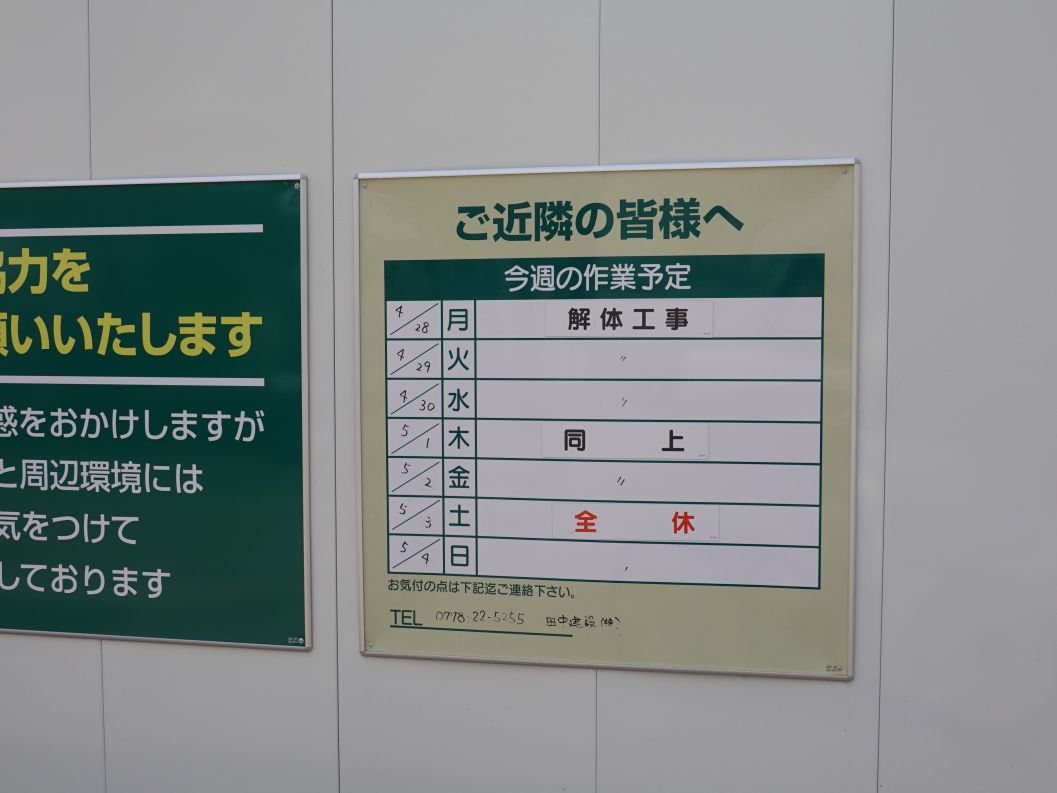 協力を
願いいたします
惑をおかけしますが
と周辺環境には
気をつけて
しております
ご近隣の皆様へ
今週の作業予定
4/28 月 解体工事
4/29 火 〃
4/30 水 〃
5/1 木 同上
5/2 金 〃
5/3 土 全休
5/4 日 〃
お気付の点は下記迄ご連絡下さい。
TEL 0778 22-5255 田中建設(株)